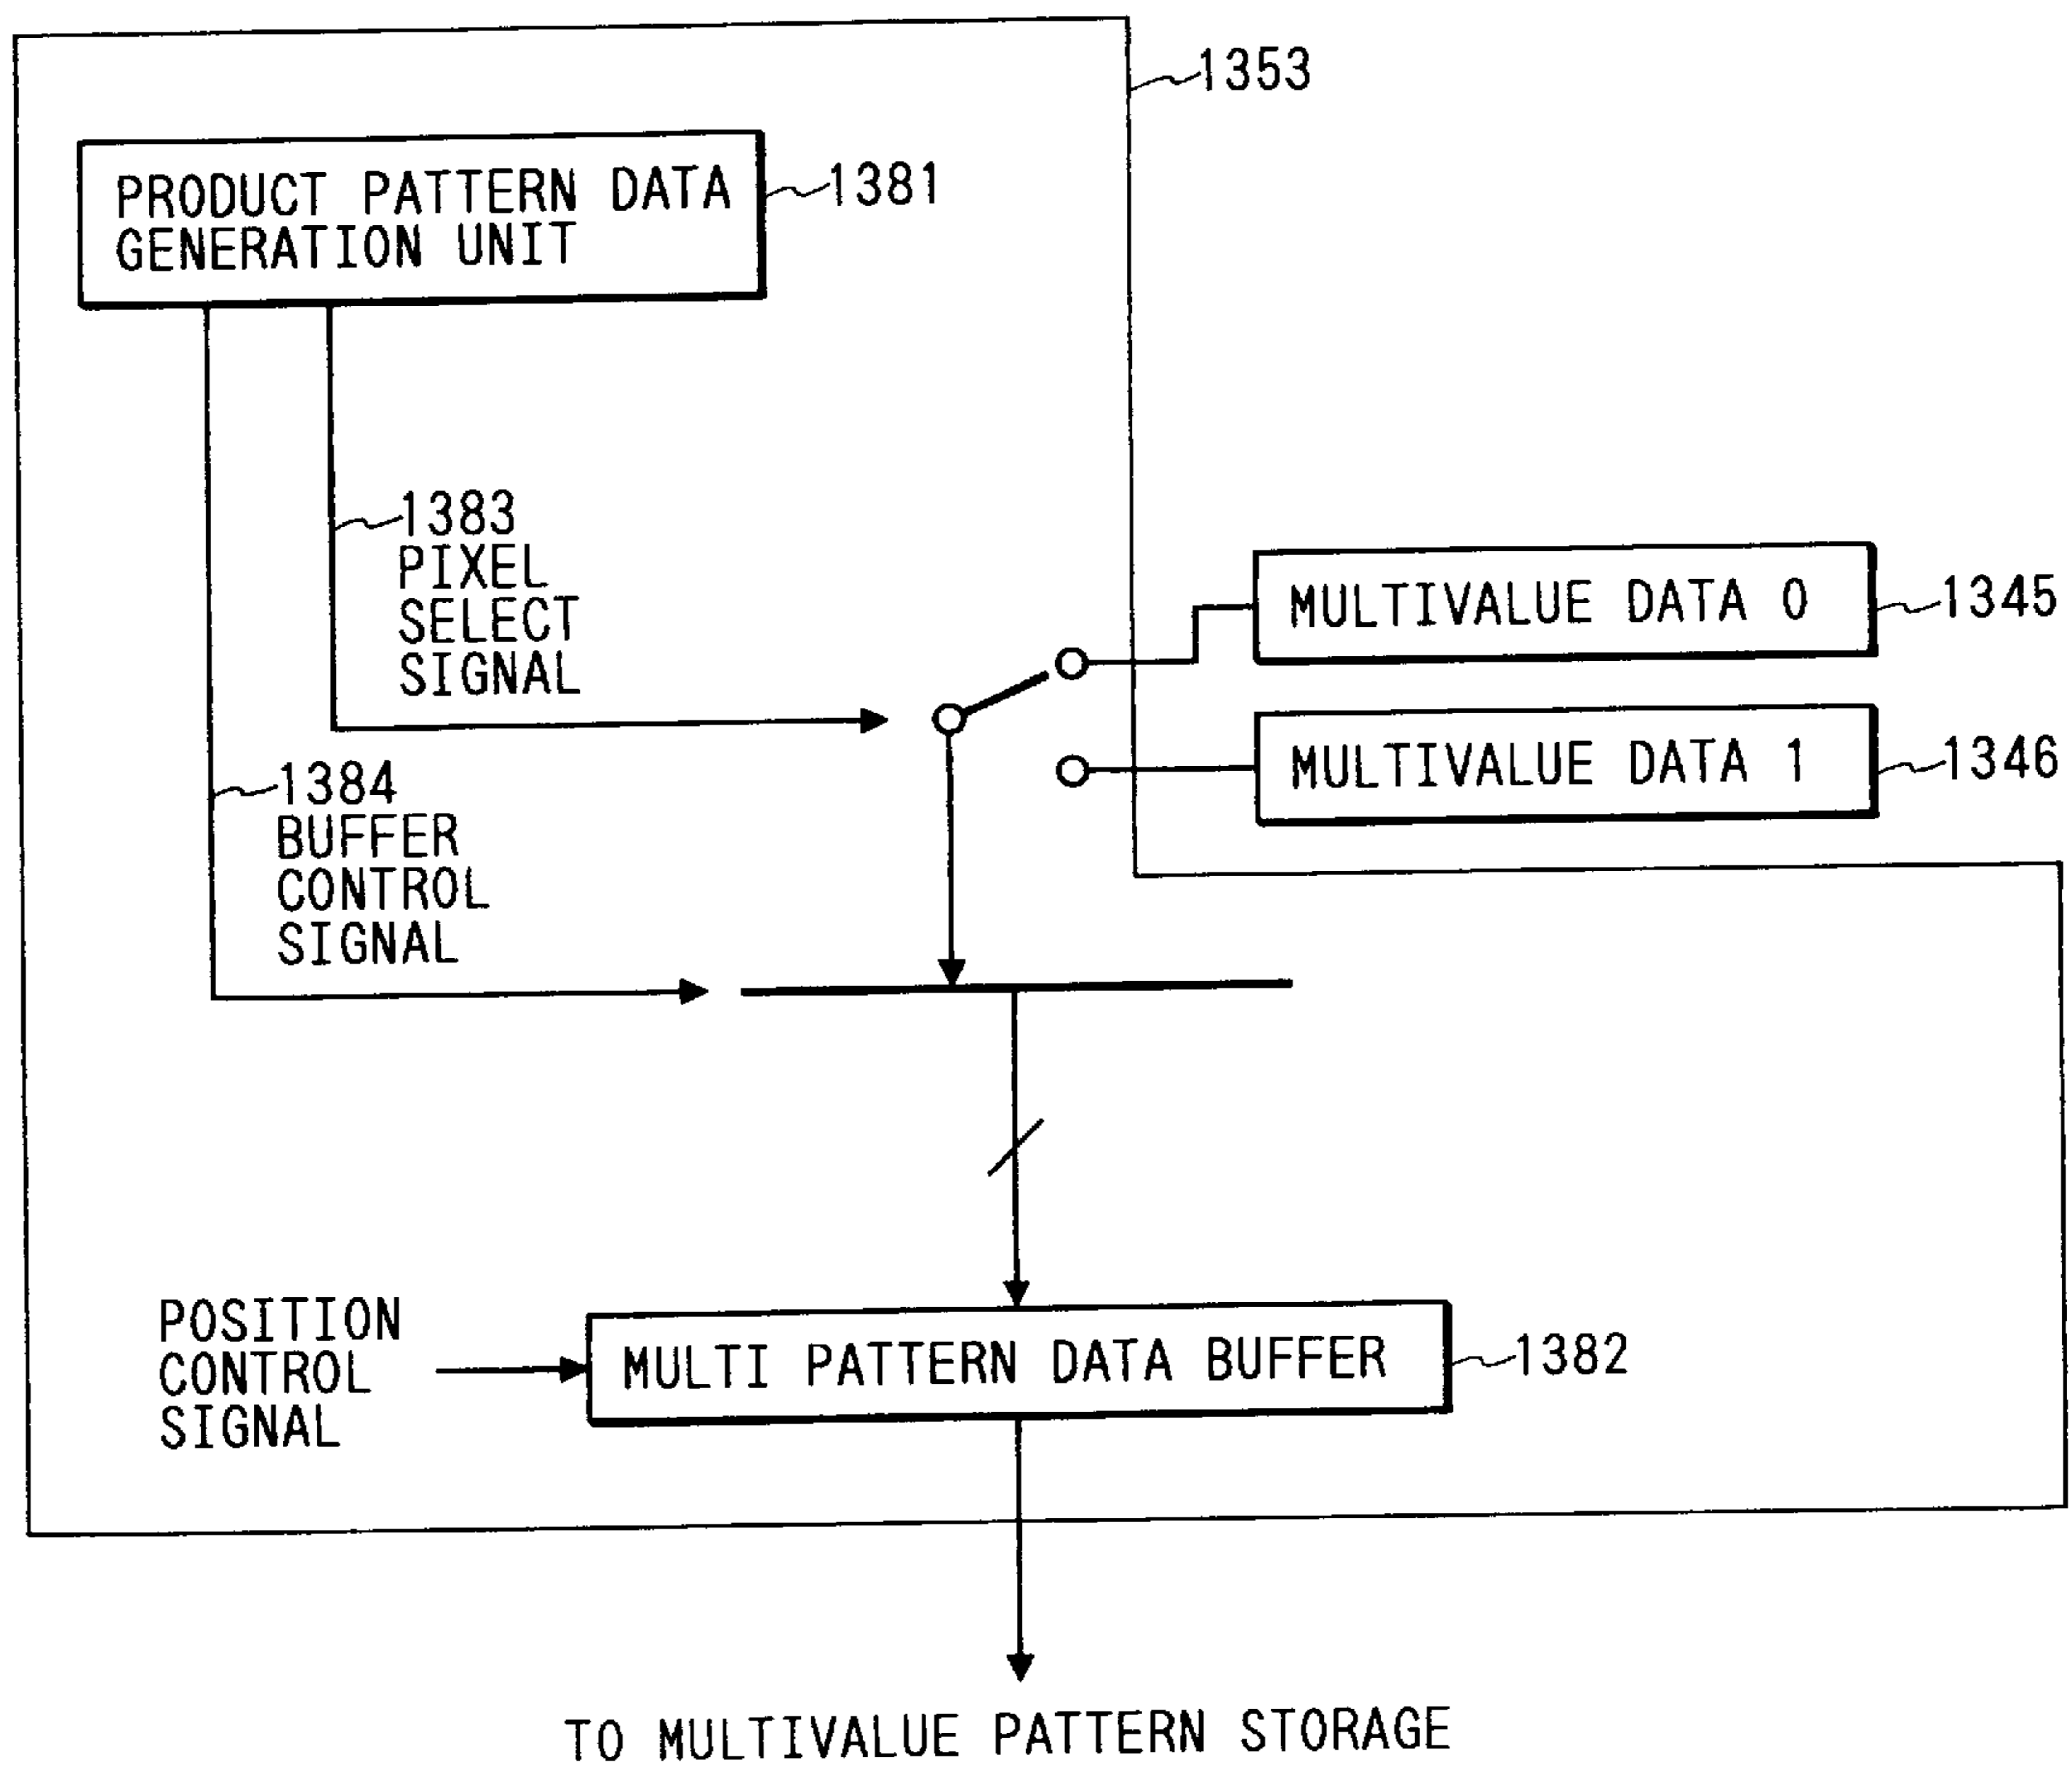 1353
PRODUCT PATTERN DATA
GENERATION UNIT
1381
1383
PIXEL
SELECT
SIGNAL
MULTIVALUE DATA 0
1345
MULTIVALUE DATA 1
1346
1384
BUFFER
CONTROL
SIGNAL
POSITION
CONTROL
SIGNAL
MULTI PATTERN DATA BUFFER
1382
TO MULTIVALUE PATTERN STORAGE